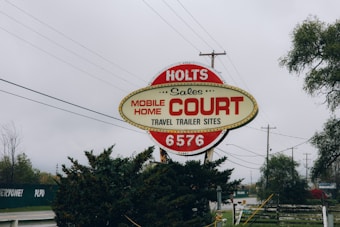 HOLTS
Sales
MOBILE HOME COURT
TRAVEL TRAILER SITES
6576